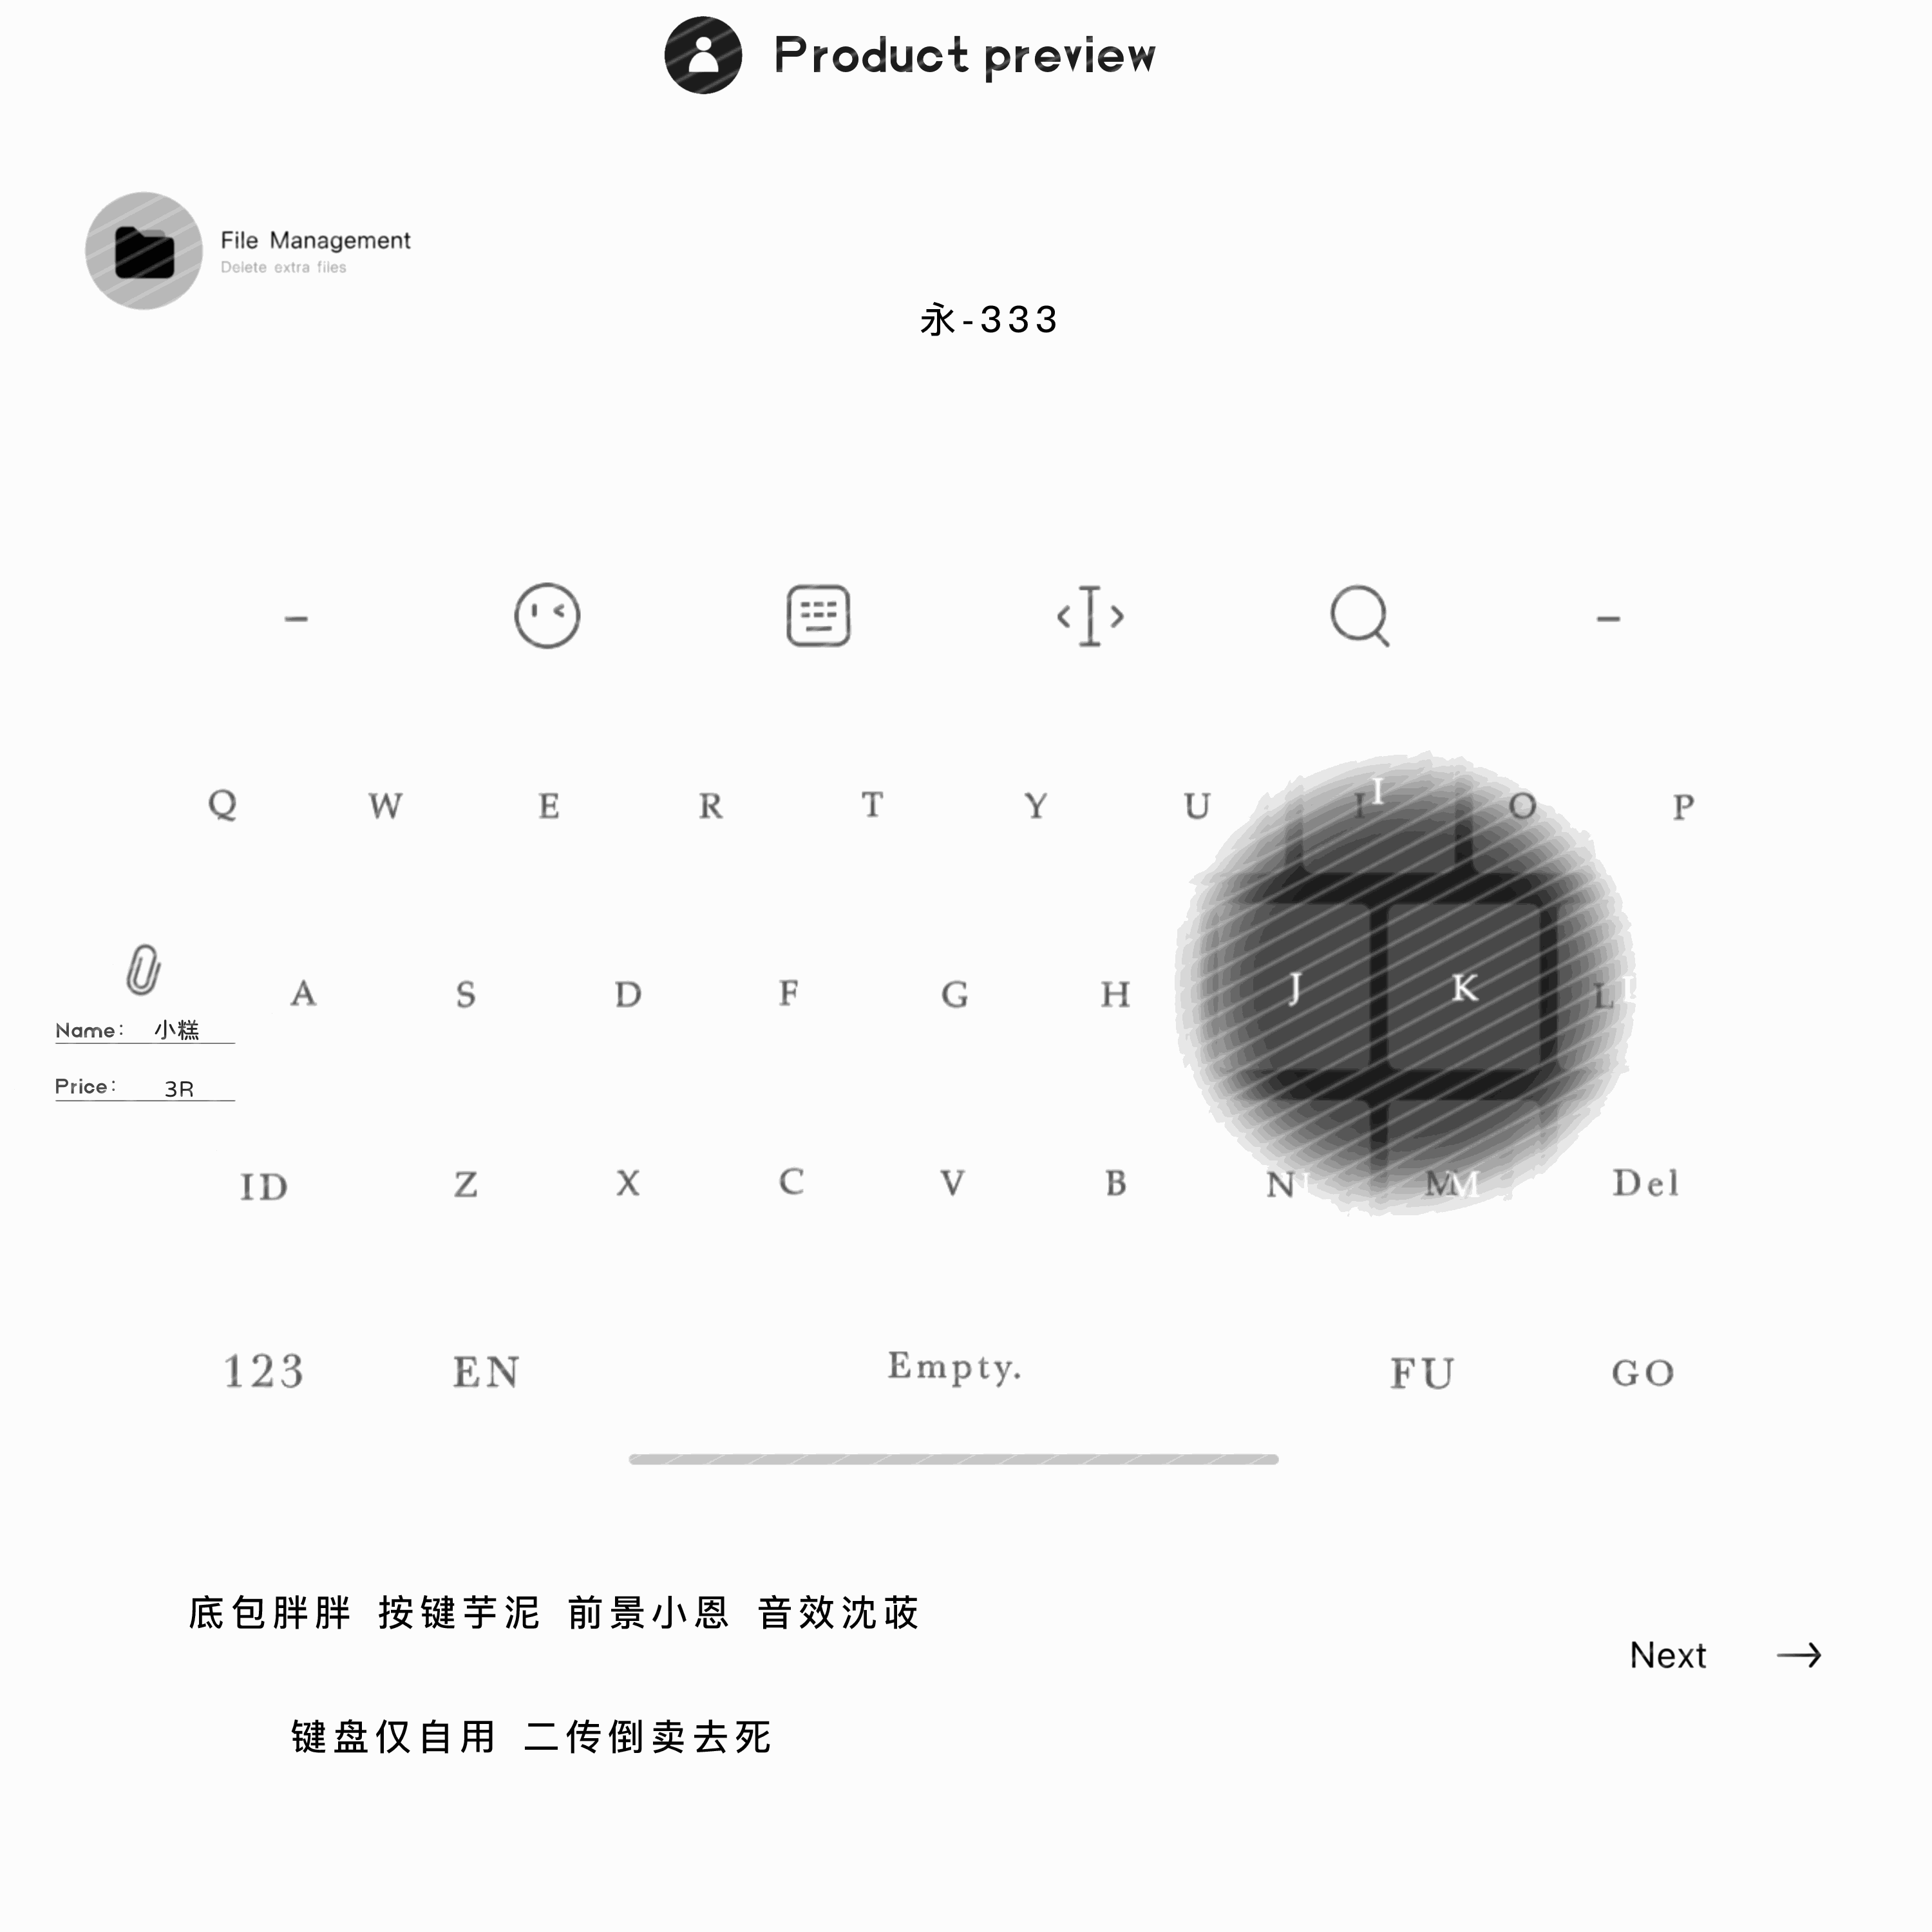 Product preview
File Management
Delete extra files
永-333
Q W E R T Y U I I O P
A S D F G H J K L L
Name: 小糕
Price: 3R
ID Z X C V B N M M Del
123 EN Empty. FU GO
底包胖胖 按键芋泥 前景小恩 音效沈荍
Next
键盘仅自用 二传倒卖去死